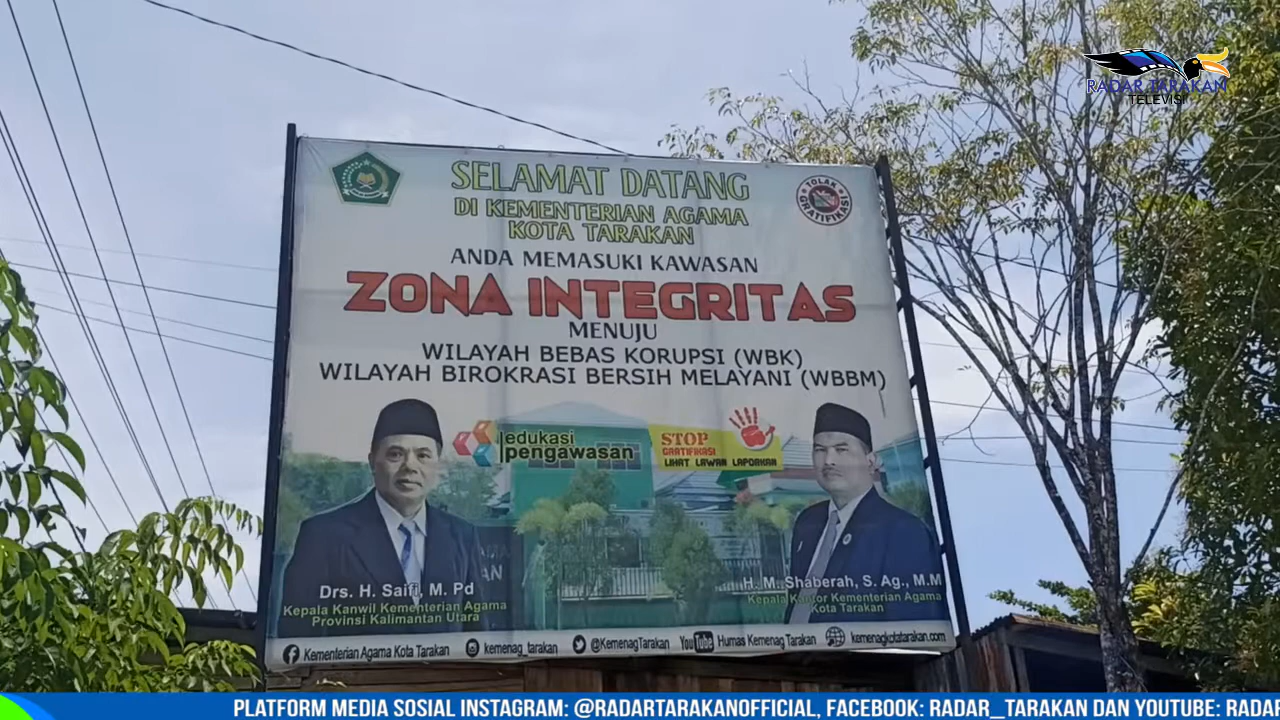 RADAR TARAKAN
TELEVISI
SELAMAT DATANG
DI KEMENTERIAN AGAMA
KOTA TARAKAN
TOLAK
GRATIFIKASI
ANDA MEMASUKI KAWASAN
ZONA INTEGRITAS
MENUJU
WILAYAH BEBAS KORUPSI (WBK)
WILAYAH BIROKRASI BERSIH MELAYANI (WBBM)
edukasi
pengawasan
STOP
GRATIFIKASI
LIHAT LAWAN LAPORKAN
Drs. H. Saifi, M. Pd
Kepala Kanwil Kementerian Agama
Provinsi Kalimantan Utara
H. M. Shaberah, S. Ag., M.M
Kepala Kantor Kementerian Agama
Kota Tarakan
Kementerian Agama Kota Tarakan kemenag_tarakan @KemenagTarakan YouTube Humas Kemenag Tarakan kemenagkotatarakan.com
PLATFORM MEDIA SOSIAL INSTAGRAM: @RADARTARAKANOFFICIAL, FACEBOOK: RADAR_TARAKAN DAN YOUTUBE: RADAR